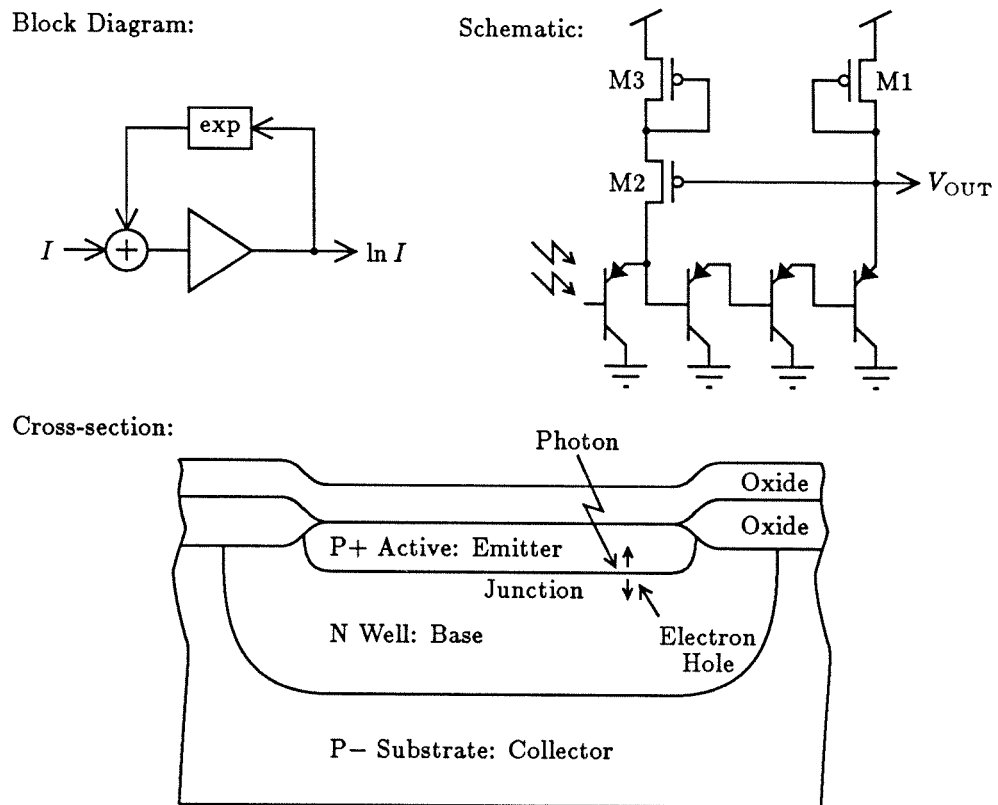 Block Diagram:
exp
I
+
ln I
Schematic:
M3
M1
M2
V_OUT
Cross-section:
Photon
Oxide
Oxide
P+ Active: Emitter
Junction
N Well: Base
Electron
Hole
P− Substrate: Collector